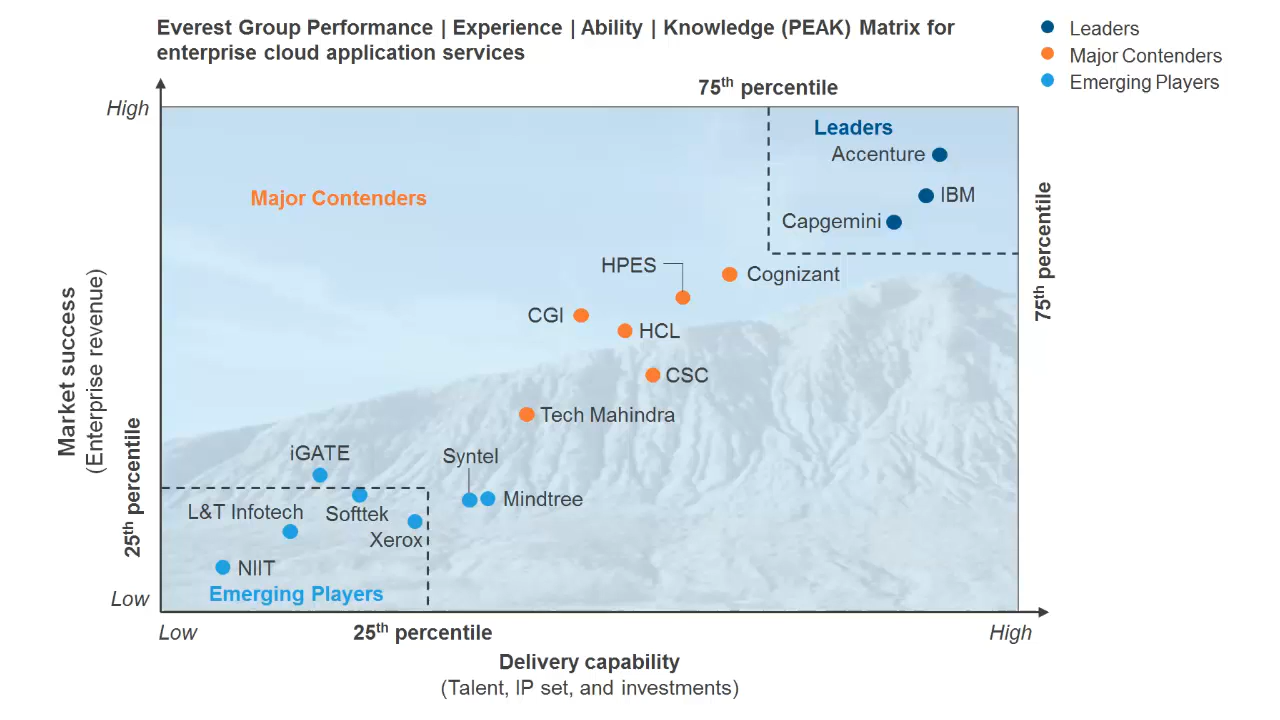 Everest Group Performance | Experience | Ability | Knowledge (PEAK) Matrix for
enterprise cloud application services
Leaders
Major Contenders
Emerging Players
75th percentile
High
Leaders
Accenture
IBM
Capgemini
Major Contenders
75th percentile
HPES
Cognizant
CGI
HCL
CSC
Tech Mahindra
Market success
(Enterprise revenue)
25th percentile
iGATE
Syntel
Mindtree
L&T Infotech
Softtek
Xerox
NIIT
Emerging Players
Low
Low
25th percentile
High
Delivery capability
(Talent, IP set, and investments)